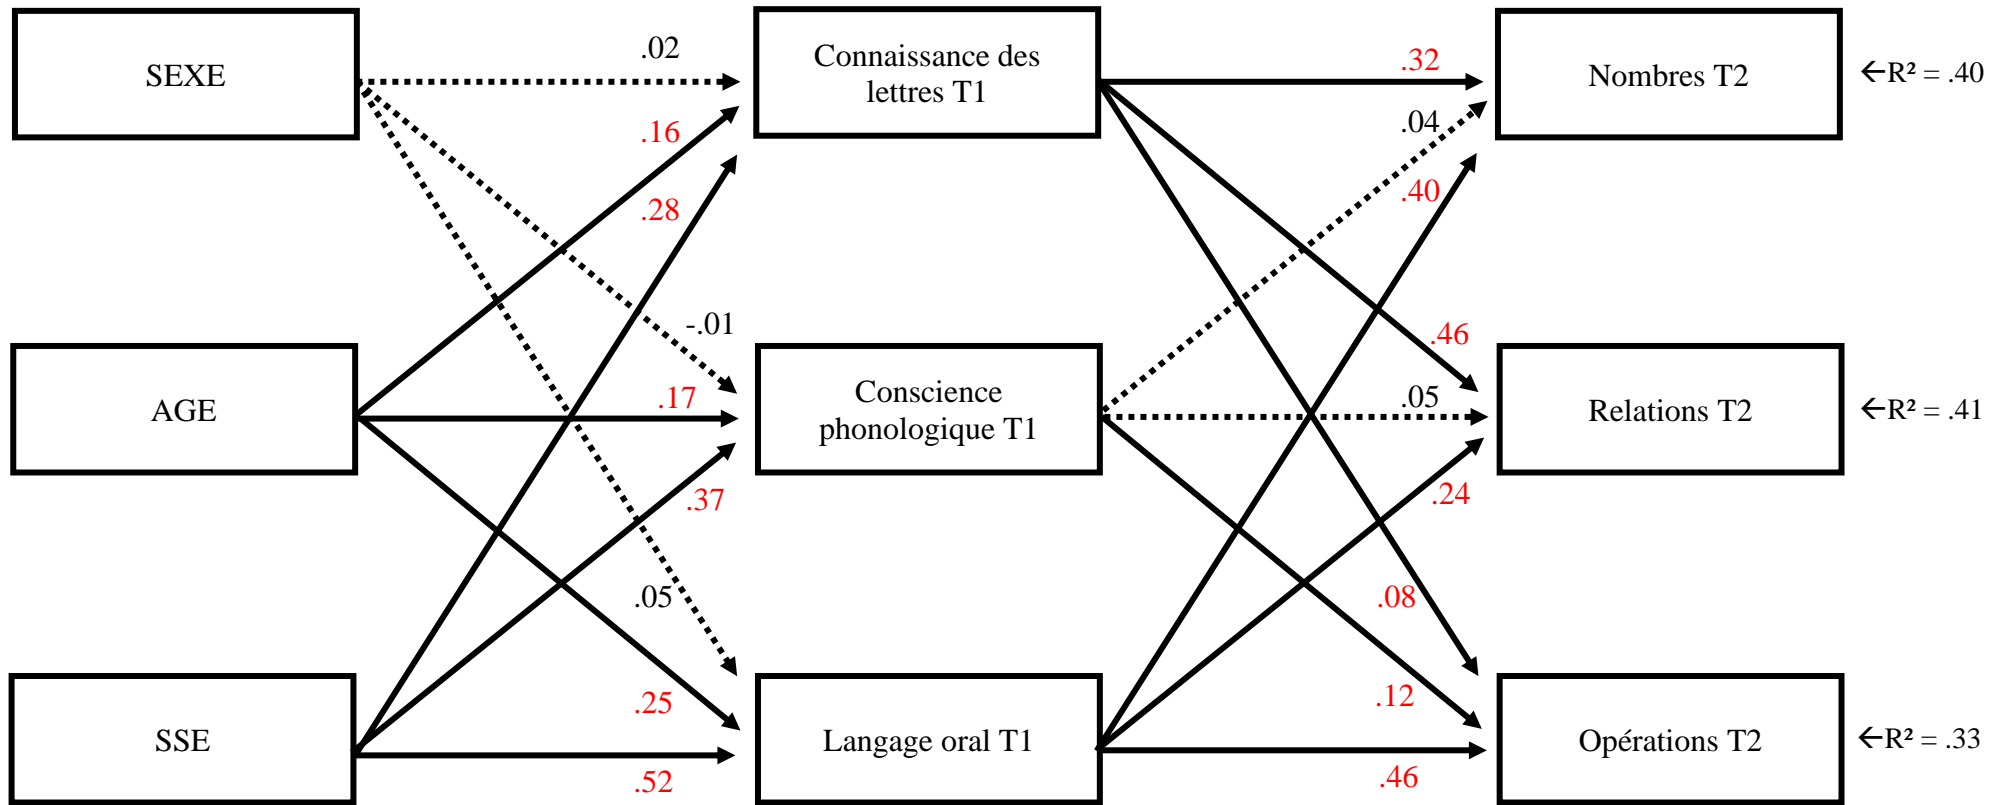 SEXE
.02
Connaissance des
lettres T1
.32
Nombres T2
←R² = .40
.16
.04
.28
.40
-.01
.46
AGE
.17
Conscience
phonologique T1
.05
Relations T2
←R² = .41
.37
.24
.05
.08
.25
.12
SSE
.52
Langage oral T1
.46
Opérations T2
←R² = .33